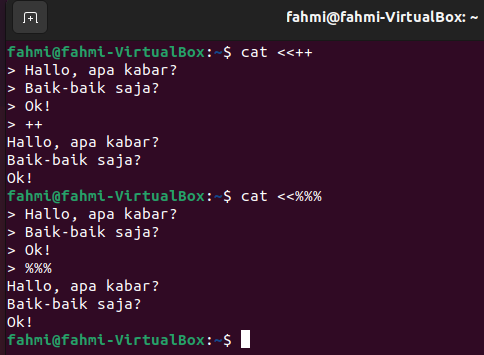 fahmi@fahmi-VirtualBox: ~
fahmi@fahmi-VirtualBox:~$ cat <<++
> Hallo, apa kabar?
> Baik-baik saja?
> Ok!
> ++
Hallo, apa kabar?
Baik-baik saja?
Ok!
fahmi@fahmi-VirtualBox:~$ cat <<%%%
> Hallo, apa kabar?
> Baik-baik saja?
> Ok!
> %%%
Hallo, apa kabar?
Baik-baik saja?
Ok!
fahmi@fahmi-VirtualBox:~$